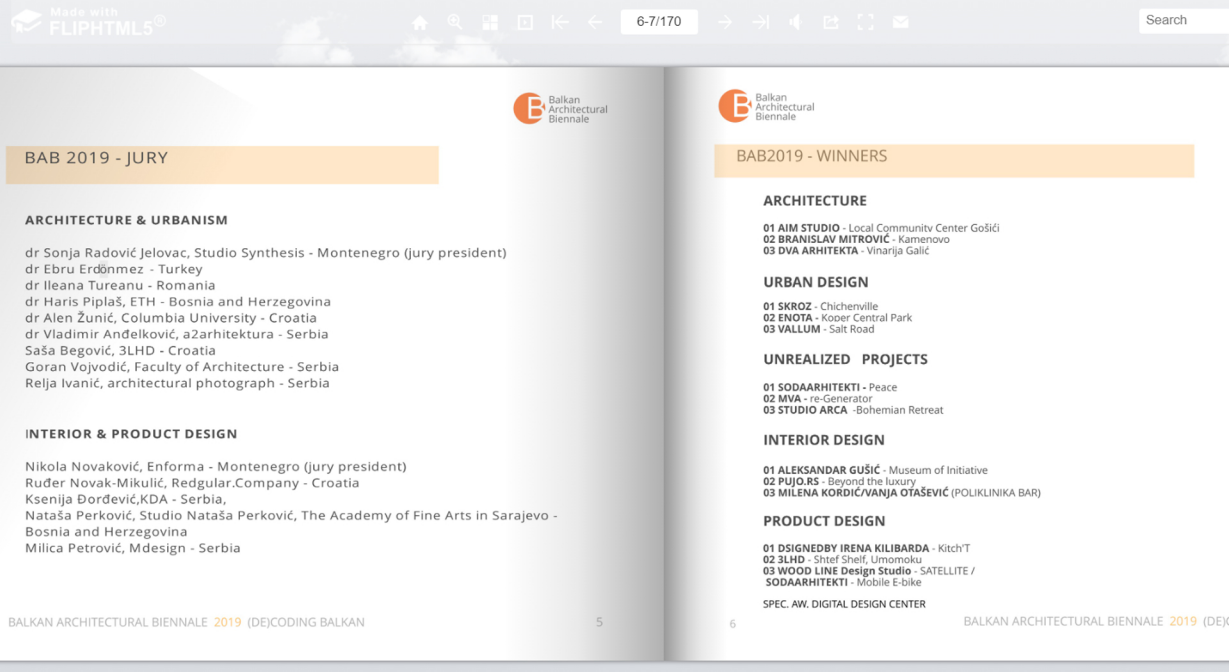 Made with
FLIPHTML5®
6-7/170
Search
Balkan
Architectural
Biennale
BAB 2019 - JURY
ARCHITECTURE & URBANISM
dr Sonja Radović Jelovac, Studio Synthesis - Montenegro (jury president)
dr Ebru Erdönmez - Turkey
dr Ileana Tureanu - Romania
dr Haris Piplaš, ETH - Bosnia and Herzegovina
dr Alen Žunić, Columbia University - Croatia
dr Vladimir Anđelković, a2arhitektura - Serbia
Saša Begović, 3LHD - Croatia
Goran Vojvodić, Faculty of Architecture - Serbia
Relja Ivanić, architectural photograph - Serbia
INTERIOR & PRODUCT DESIGN
Nikola Novaković, Enforma - Montenegro (jury president)
Ruđer Novak-Mikulić, Redgular.Company - Croatia
Ksenija Đorđević,KDA - Serbia,
Nataša Perković, Studio Nataša Perković, The Academy of Fine Arts in Sarajevo -
Bosnia and Herzegovina
Milica Petrović, Mdesign - Serbia
BALKAN ARCHITECTURAL BIENNALE 2019 (DE)CODING BALKAN
5
Balkan
Architectural
Biennale
BAB2019 - WINNERS
ARCHITECTURE
01 AIM STUDIO - Local Community Center Gošići
02 BRANISLAV MITROVIĆ - Kamenovo
03 DVA ARHITEKTA - Vinarija Galić
URBAN DESIGN
01 SKROZ - Chichenville
02 ENOTA - Koper Central Park
03 VALLUM - Salt Road
UNREALIZED PROJECTS
01 SODAARHITEKTI - Peace
02 MVA - re-Generator
03 STUDIO ARCA -Bohemian Retreat
INTERIOR DESIGN
01 ALEKSANDAR GUŠIĆ - Museum of Initiative
02 PUJO.RS - Beyond the luxury
03 MILENA KORDIĆ/VANJA OTAŠEVIĆ (POLIKLINIKA BAR)
PRODUCT DESIGN
01 DSIGNEDBY IRENA KILIBARDA - Kitch'T
02 3LHD - Shtef Shelf, Umomoku
03 WOOD LINE Design Studio - SATELLITE /
SODAARHITEKTI - Mobile E-bike
SPEC. AW. DIGITAL DESIGN CENTER
6
BALKAN ARCHITECTURAL BIENNALE 2019 (DE)C